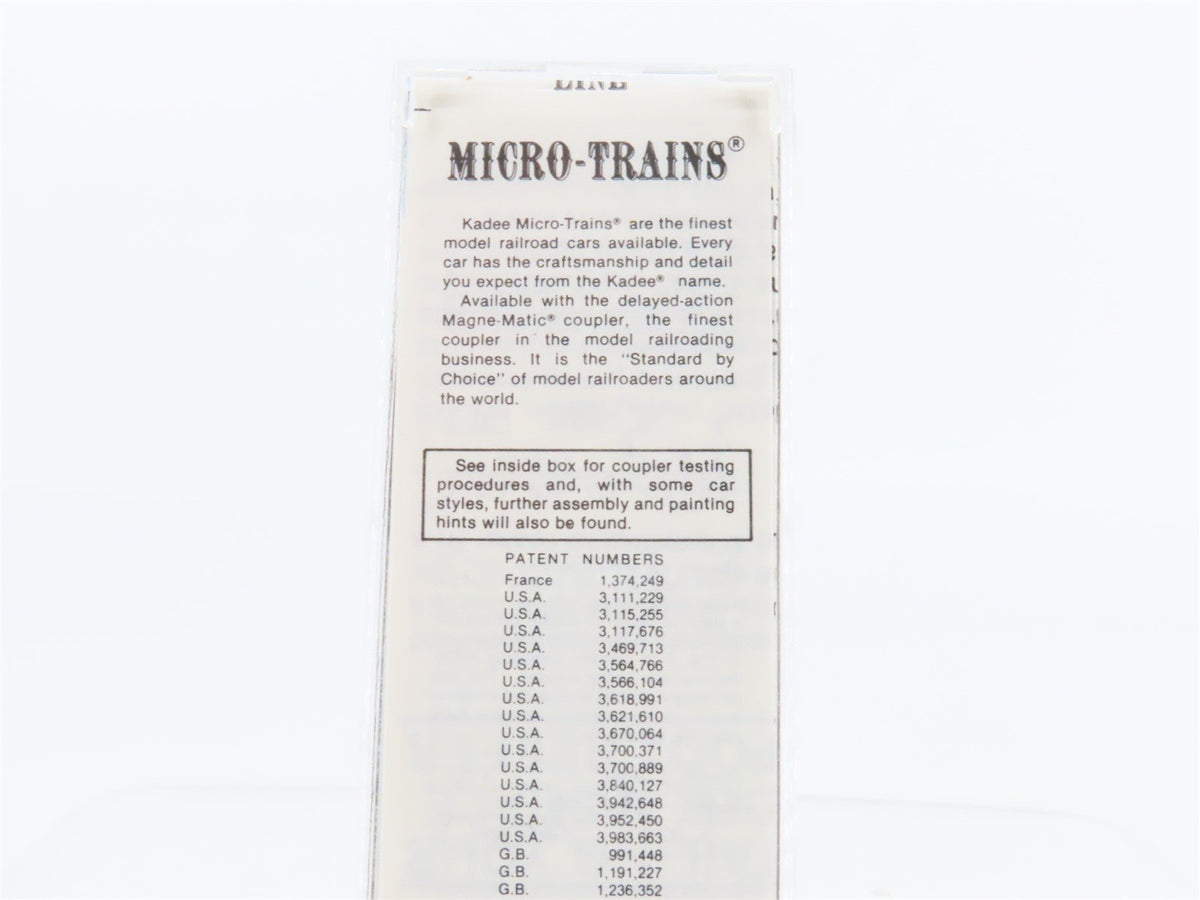 LINE
MICRO-TRAINS®
Kadee Micro-Trains® are the finest
model railroad cars available. Every
car has the craftsmanship and detail
you expect from the Kadee® name.
Available with the delayed-action
Magne-Matic® coupler, the finest
coupler in the model railroading
business. It is the "Standard by
Choice" of model railroaders around
the world.
See inside box for coupler testing
procedures and, with some car
styles, further assembly and painting
hints will also be found.
PATENT NUMBERS
France 1,374,249
U.S.A. 3,111,229
U.S.A. 3,115,255
U.S.A. 3,117,676
U.S.A. 3,469,713
U.S.A. 3,564,766
U.S.A. 3,566,104
U.S.A. 3,618,991
U.S.A. 3,621,610
U.S.A. 3,670,064
U.S.A. 3,700,371
U.S.A. 3,700,889
U.S.A. 3,840,127
U.S.A. 3,942,648
U.S.A. 3,952,450
U.S.A. 3,983,663
G.B. 991,448
G.B. 1,191,227
G.B. 1,236,352